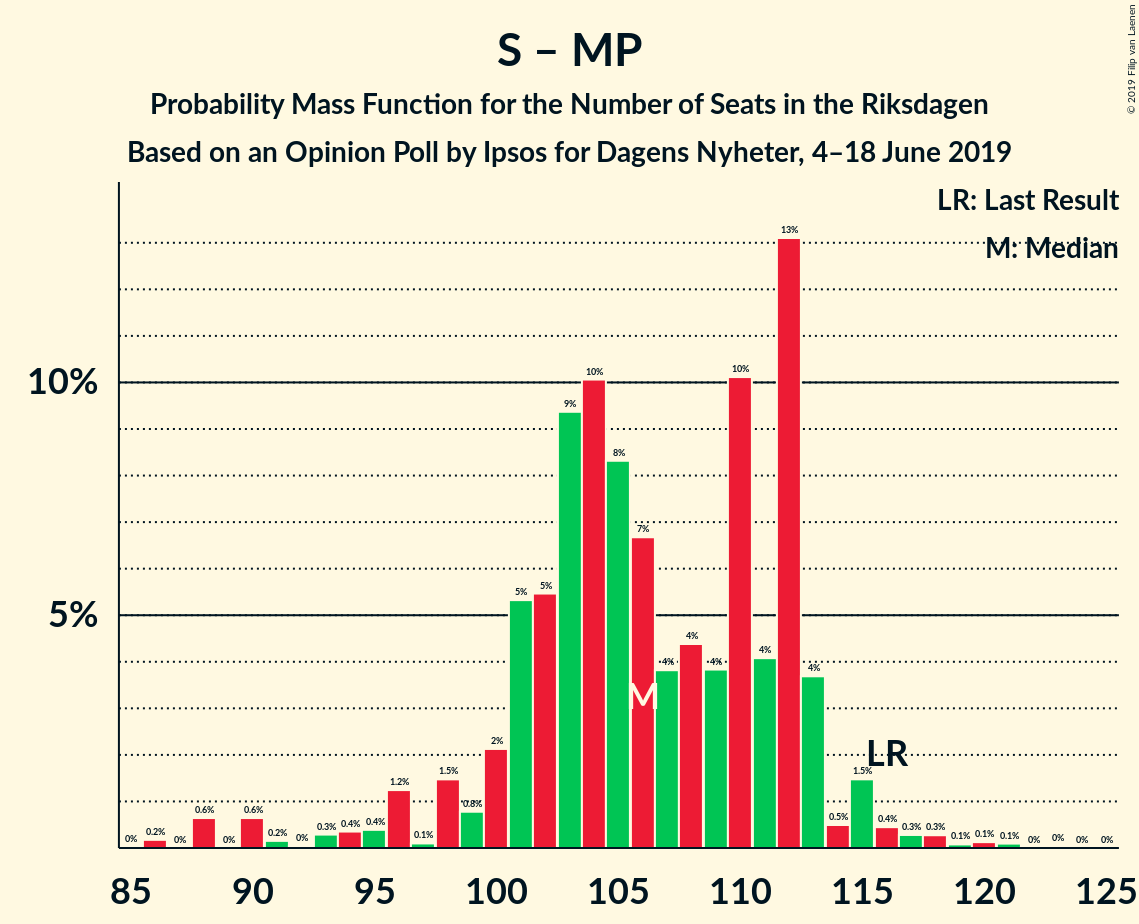 S – MP
Probability Mass Function for the Number of Seats in the Riksdagen
Based on an Opinion Poll by Ipsos for Dagens Nyheter, 4–18 June 2019
© 2019 Filip van Laenen
LR: Last Result
M: Median
10%
5%
0% 0.2% 0% 0.6% 0% 0.6% 0.2% 0% 0.3% 0.4% 0.4% 1.2% 0.1% 1.5% 0.8% 2% 5% 5% 9% 10% 8% 7% 4% 4% 4% 10% 4% 13% 4% 0.5% 1.5% 0.4% 0.3% 0.3% 0.1% 0.1% 0.1% 0% 0% 0% 0%
M
LR
85 90 95 100 105 110 115 120 125